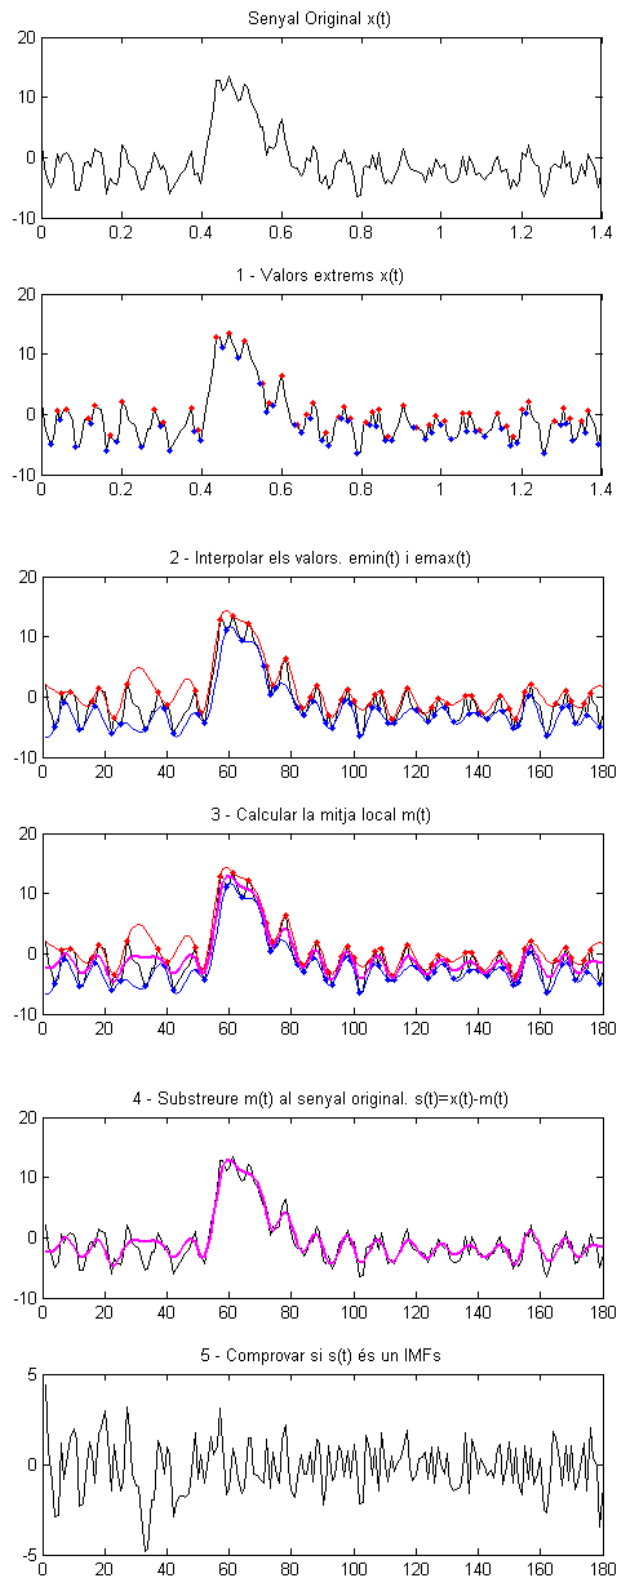 Senyal Original x(t)
20
10
0
-10
0 0.2 0.4 0.6 0.8 1 1.2 1.4
1 - Valors extrems x(t)
20
10
0
-10
0 0.2 0.4 0.6 0.8 1 1.2 1.4
2 - Interpolar els valors. emin(t) i emax(t)
20
10
0
-10
0 20 40 60 80 100 120 140 160 180
3 - Calcular la mitja local m(t)
20
10
0
-10
0 20 40 60 80 100 120 140 160 180
4 - Substreure m(t) al senyal original. s(t)=x(t)-m(t)
20
10
0
-10
0 20 40 60 80 100 120 140 160 180
5 - Comprovar si s(t) és un IMFs
5
0
-5
0 20 40 60 80 100 120 140 160 180